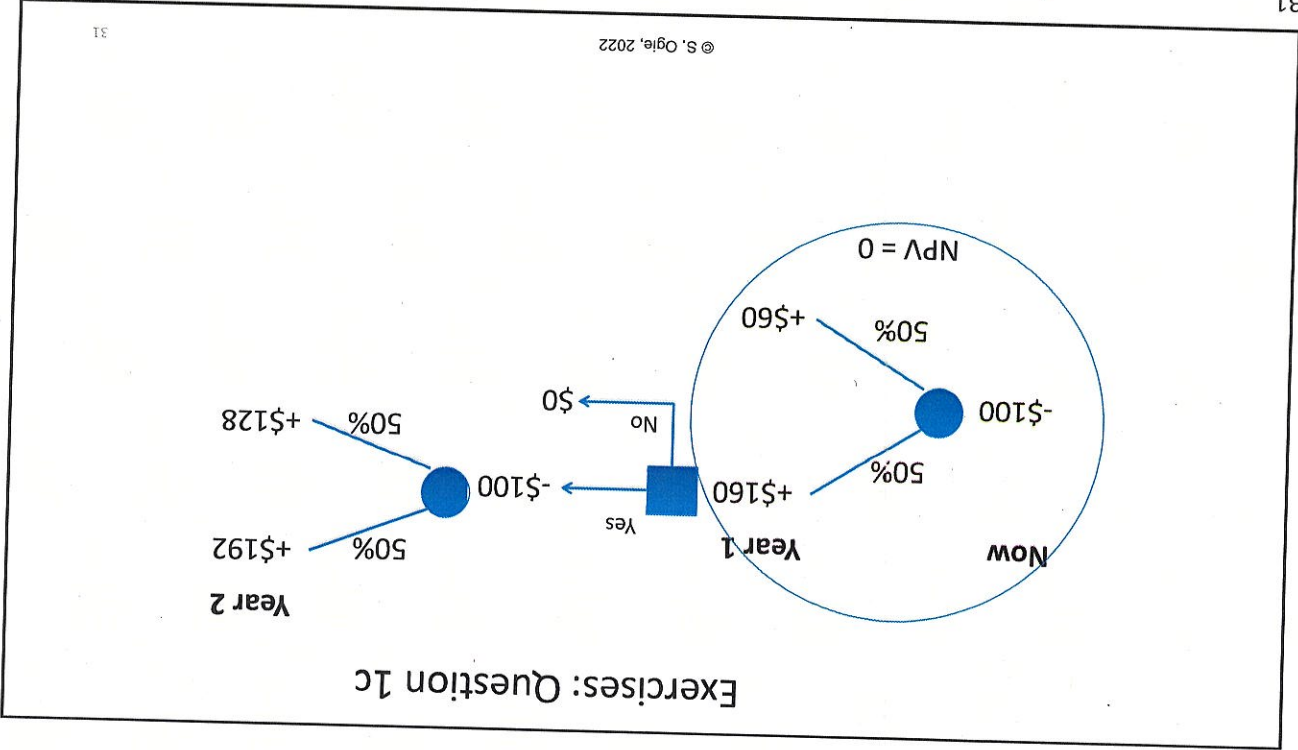 Exercises: Question 1c
Now
Year 1
Year 2
50%
+$160
Yes
-$100
50%
+$192
-$100
No
$0
50%
+$128
50%
+$60
NPV = 0
© S. Ogie, 2022
31
31